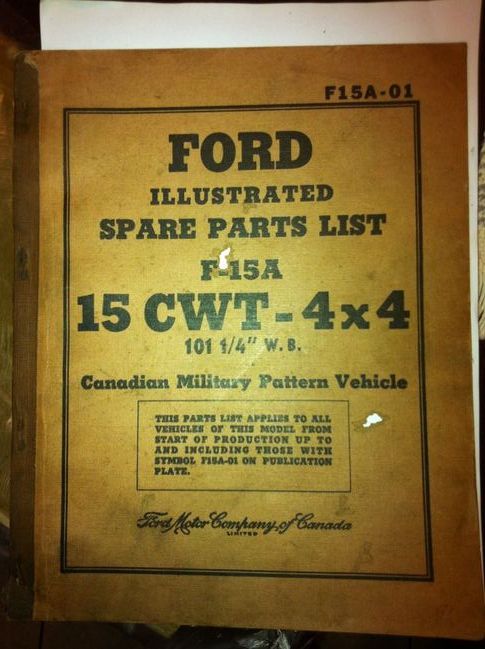 F15A-01
FORD
ILLUSTRATED
SPARE PARTS LIST
F-15A
15 CWT-4x4
101 1/4" W.B.
Canadian Military Pattern Vehicle
THIS PARTS LIST APPLIES TO ALL
VEHICLES OF THIS MODEL FROM
START OF PRODUCTION UP TO
AND INCLUDING THOSE WITH
SYMBOL F15A-01 ON PUBLICATION
PLATE.
Ford Motor Company of Canada
LIMITED